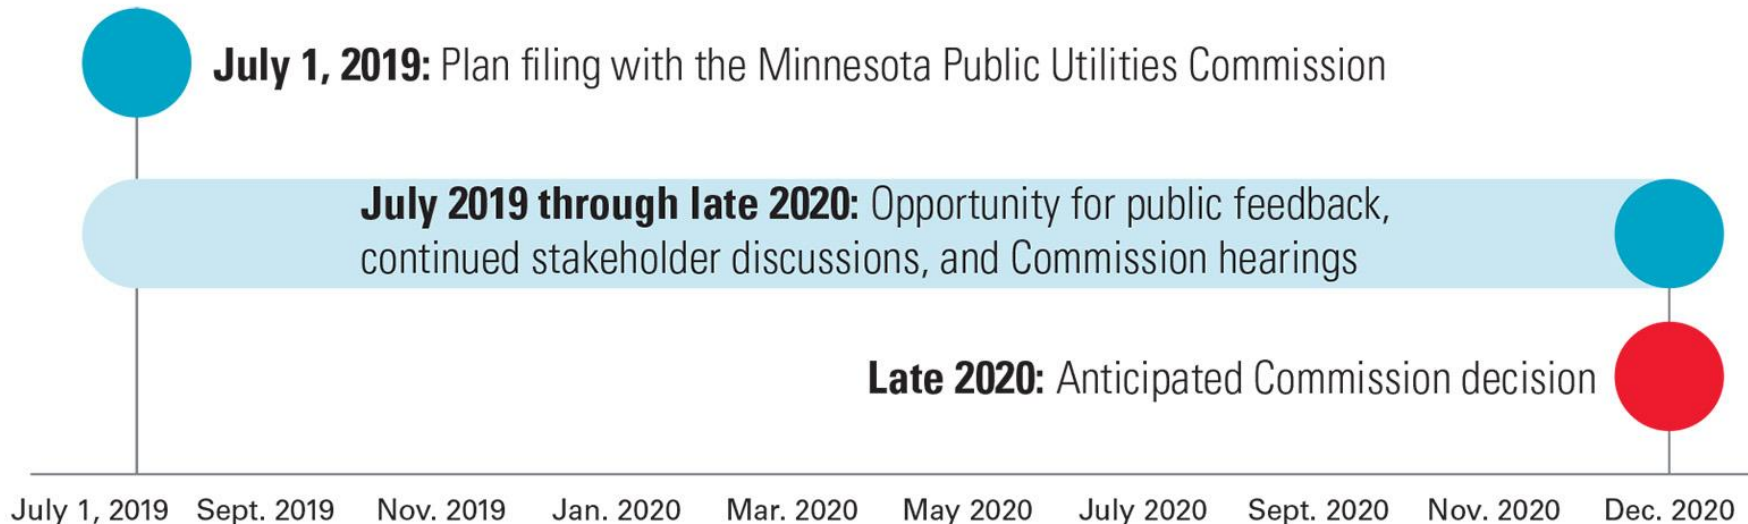 July 1, 2019: Plan filing with the Minnesota Public Utilities Commission
July 2019 through late 2020: Opportunity for public feedback,
continued stakeholder discussions, and Commission hearings
Late 2020: Anticipated Commission decision
July 1, 2019 Sept. 2019 Nov. 2019 Jan. 2020 Mar. 2020 May 2020 July 2020 Sept. 2020 Nov. 2020 Dec. 2020